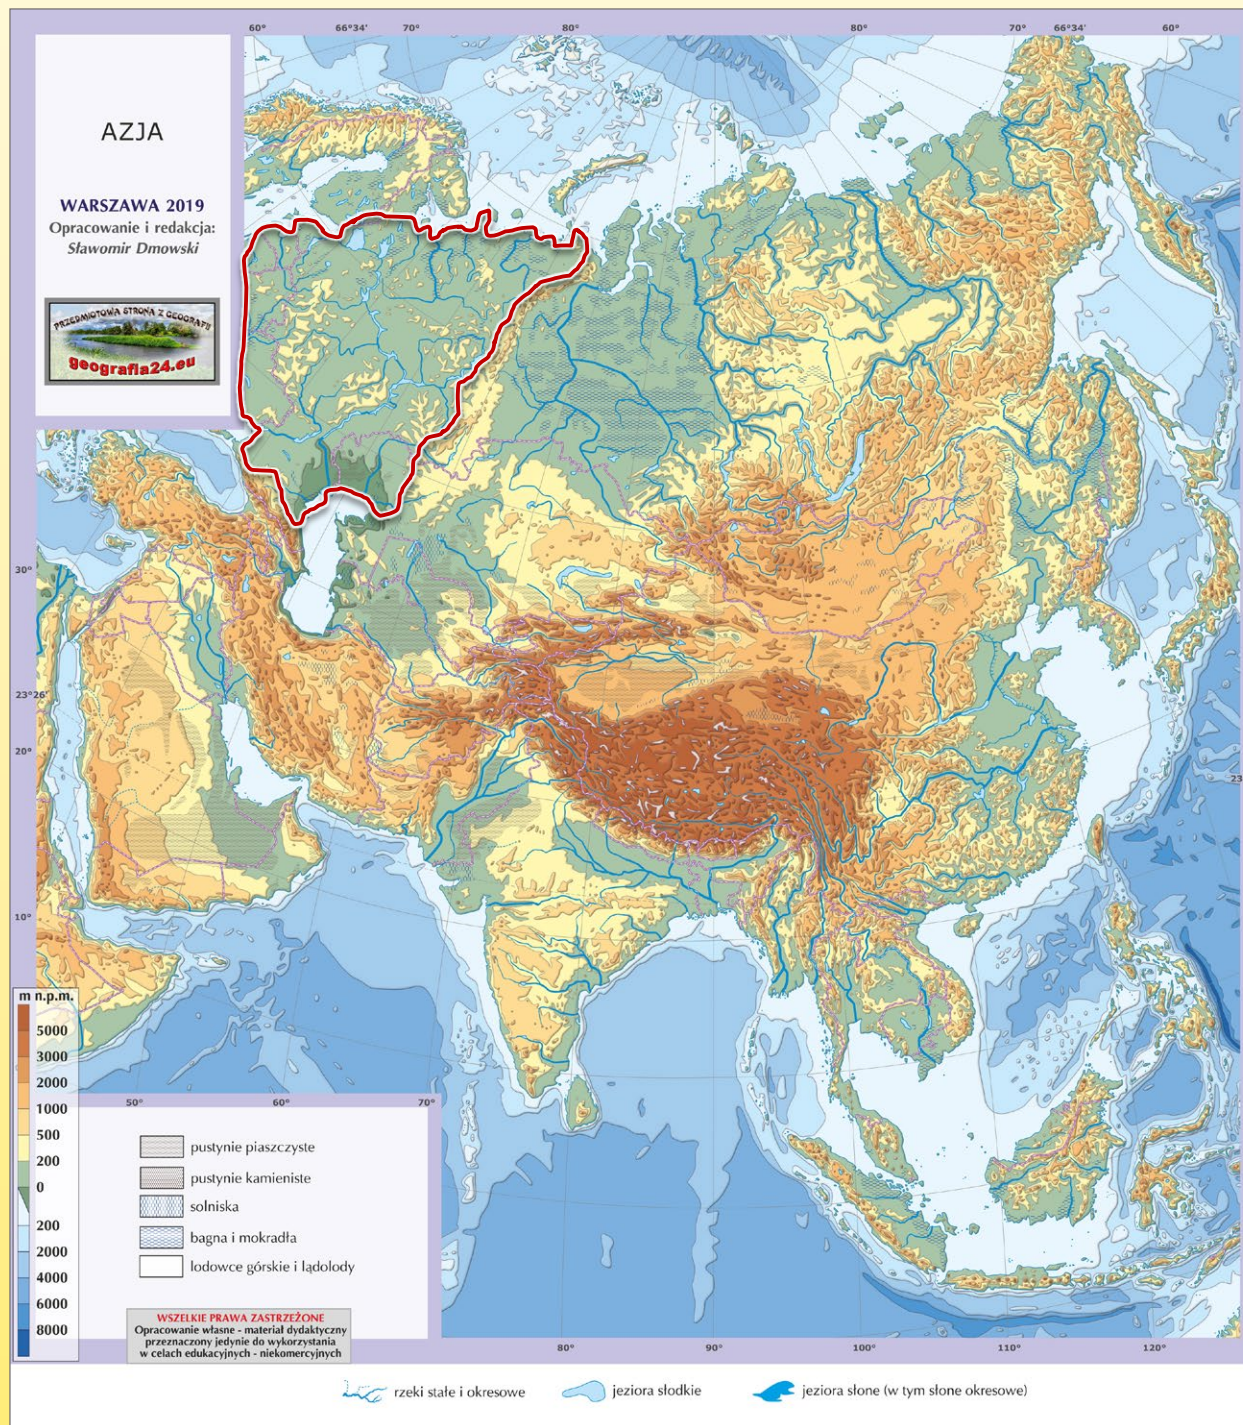 60° 66°34' 70° 80° 80° 70° 66°34' 60°
AZJA
WARSZAWA 2019
Opracowanie i redakcja:
Sławomir Dmowski
PRZEDMIOTOWA STRONA Z GEOGRAFII
geografia24.eu
30°
23°26'
20°
10°
23
m n.p.m.
5000
3000
2000
1000
500
200
0
200
2000
4000
6000
8000
50° 60° 70°
pustynie piaszczyste
pustynie kamieniste
solniska
bagna i mokradła
lodowce górskie i lądolody
WSZELKIE PRAWA ZASTRZEŻONE
Opracowanie własne - materiał dydaktyczny
przeznaczony jedynie do wykorzystania
w celach edukacyjnych - niekomercyjnych
80° 90° 100° 110° 120°
rzeki stałe i okresowe
jeziora słodkie
jeziora słone (w tym słone okresowe)